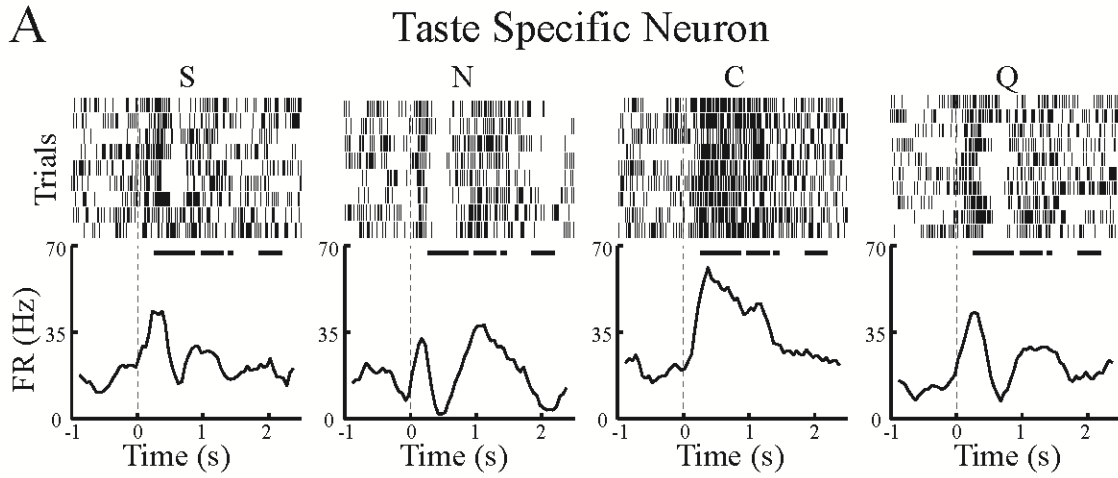 A
Taste Specific Neuron
S N C Q
Trials
70 70 70 70
FR (Hz)
35 35 35 35
0 0 0 0
-1 0 1 2 -1 0 1 2 -1 0 1 2 -1 0 1 2
Time (s) Time (s) Time (s) Time (s)